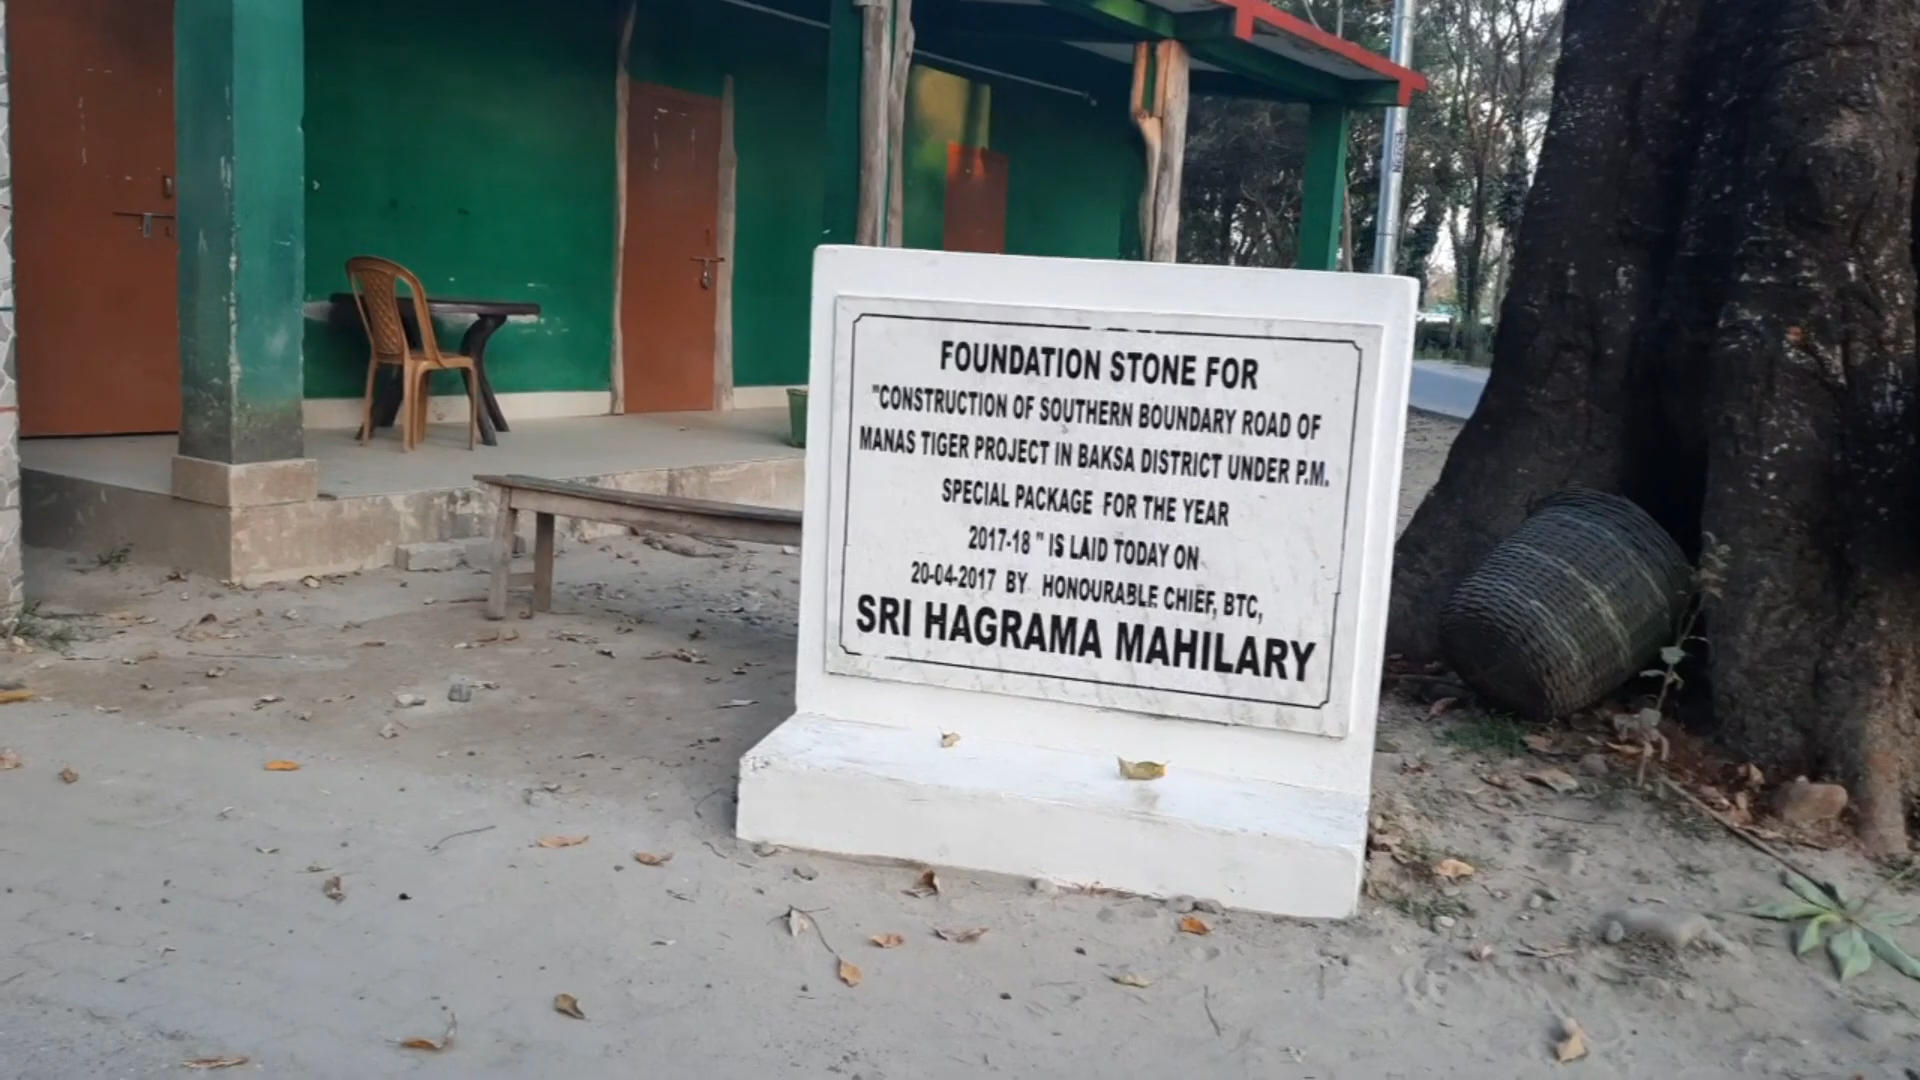 FOUNDATION STONE FOR
"CONSTRUCTION OF SOUTHERN BOUNDARY ROAD OF
MANAS TIGER PROJECT IN BAKSA DISTRICT UNDER P.M.
SPECIAL PACKAGE FOR THE YEAR
2017-18 " IS LAID TODAY ON
20-04-2017 BY HONOURABLE CHIEF, BTC,
SRI HAGRAMA MAHILARY